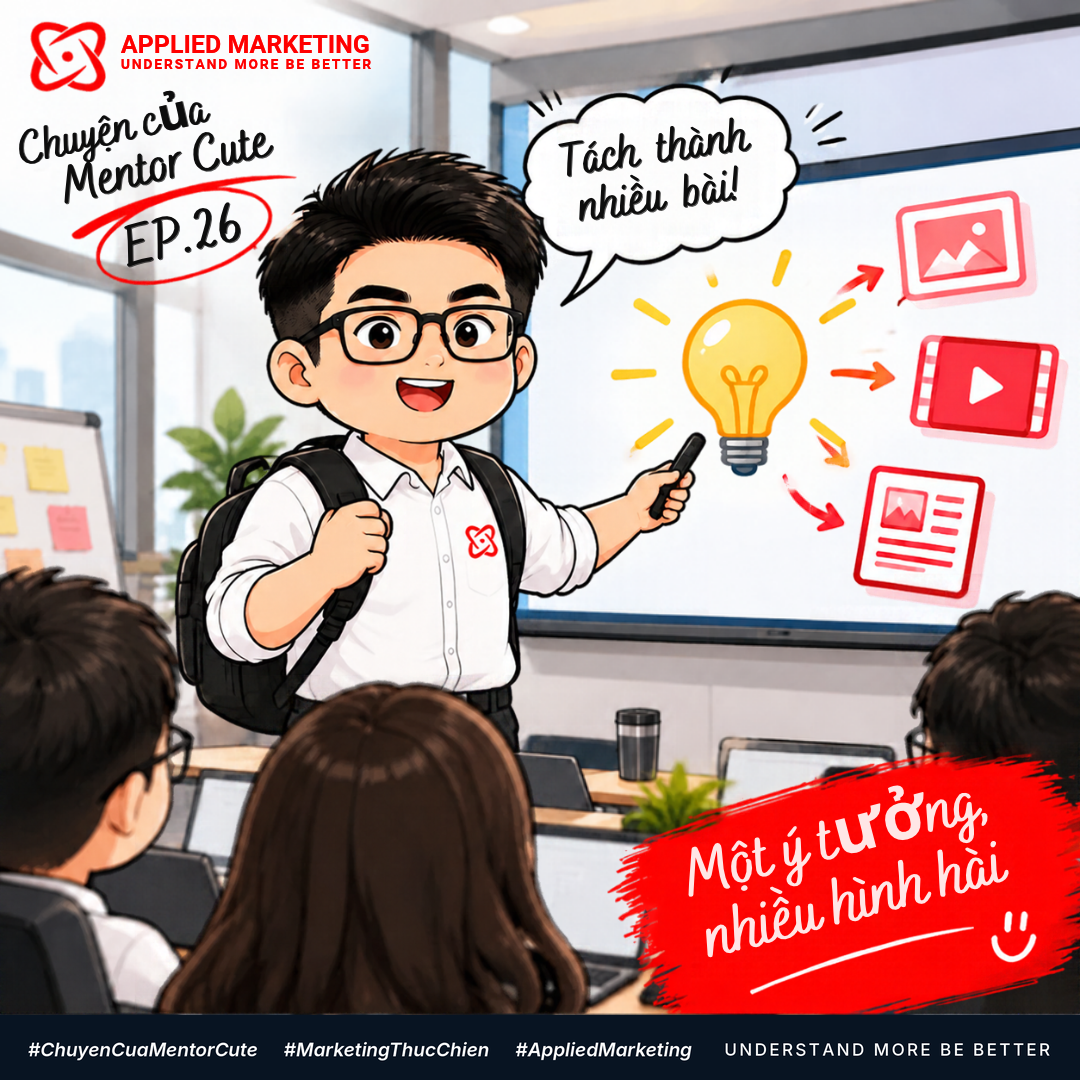 APPLIED MARKETING
UNDERSTAND MORE BE BETTER
Chuyện của
Mentor Cute
EP.26
Tách thành
nhiều bài!
Một ý tưởng,
nhiều hình hài
#ChuyenCuaMentorCute #MarketingThucChien #AppliedMarketing UNDERSTAND MORE BE BETTER